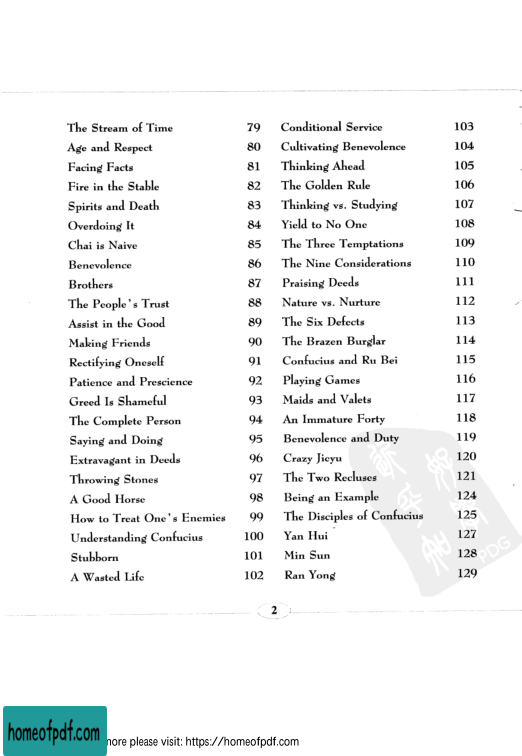 The Stream of Time 79
Age and Respect 80
Facing Facts 81
Fire in the Stable 82
Spirits and Death 83
Overdoing It 84
Chai is Naive 85
Benevolence 86
Brothers 87
The People's Trust 88
Assist in the Good 89
Making Friends 90
Rectifying Oneself 91
Patience and Prescience 92
Greed Is Shameful 93
The Complete Person 94
Saying and Doing 95
Extravagant in Deeds 96
Throwing Stones 97
A Good Horse 98
How to Treat One's Enemies 99
Understanding Confucius 100
Stubborn 101
A Wasted Life 102
Conditional Service 103
Cultivating Benevolence 104
Thinking Ahead 105
The Golden Rule 106
Thinking vs. Studying 107
Yield to No One 108
The Three Temptations 109
The Nine Considerations 110
Praising Deeds 111
Nature vs. Nurture 112
The Six Defects 113
The Brazen Burglar 114
Confucius and Ru Bei 115
Playing Games 116
Maids and Valets 117
An Immature Forty 118
Benevolence and Duty 119
Crazy Jieyu 120
The Two Recluses 121
Being an Example 124
The Disciples of Confucius 125
Yan Hui 127
Min Sun 128
Ran Yong 129
PDG
2
homeofpdf.com
more please visit: https://homeofpdf.com